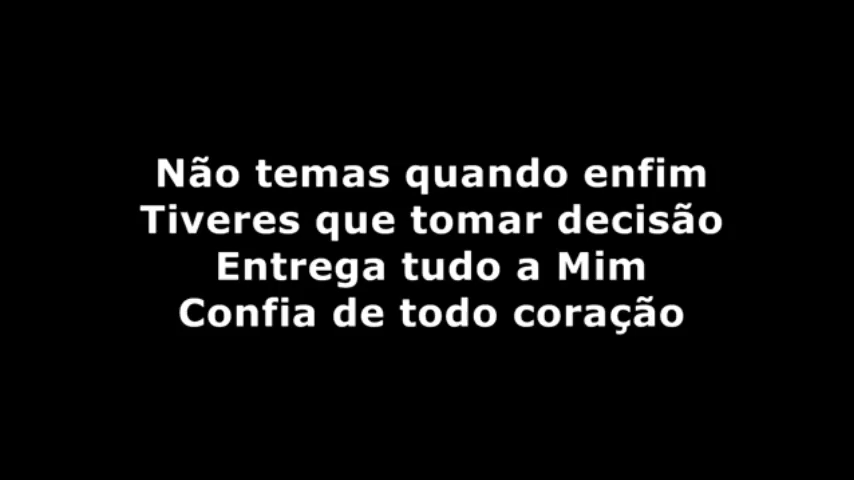 Não temas quando enfim
Tiveres que tomar decisão
Entrega tudo a Mim
Confia de todo coração